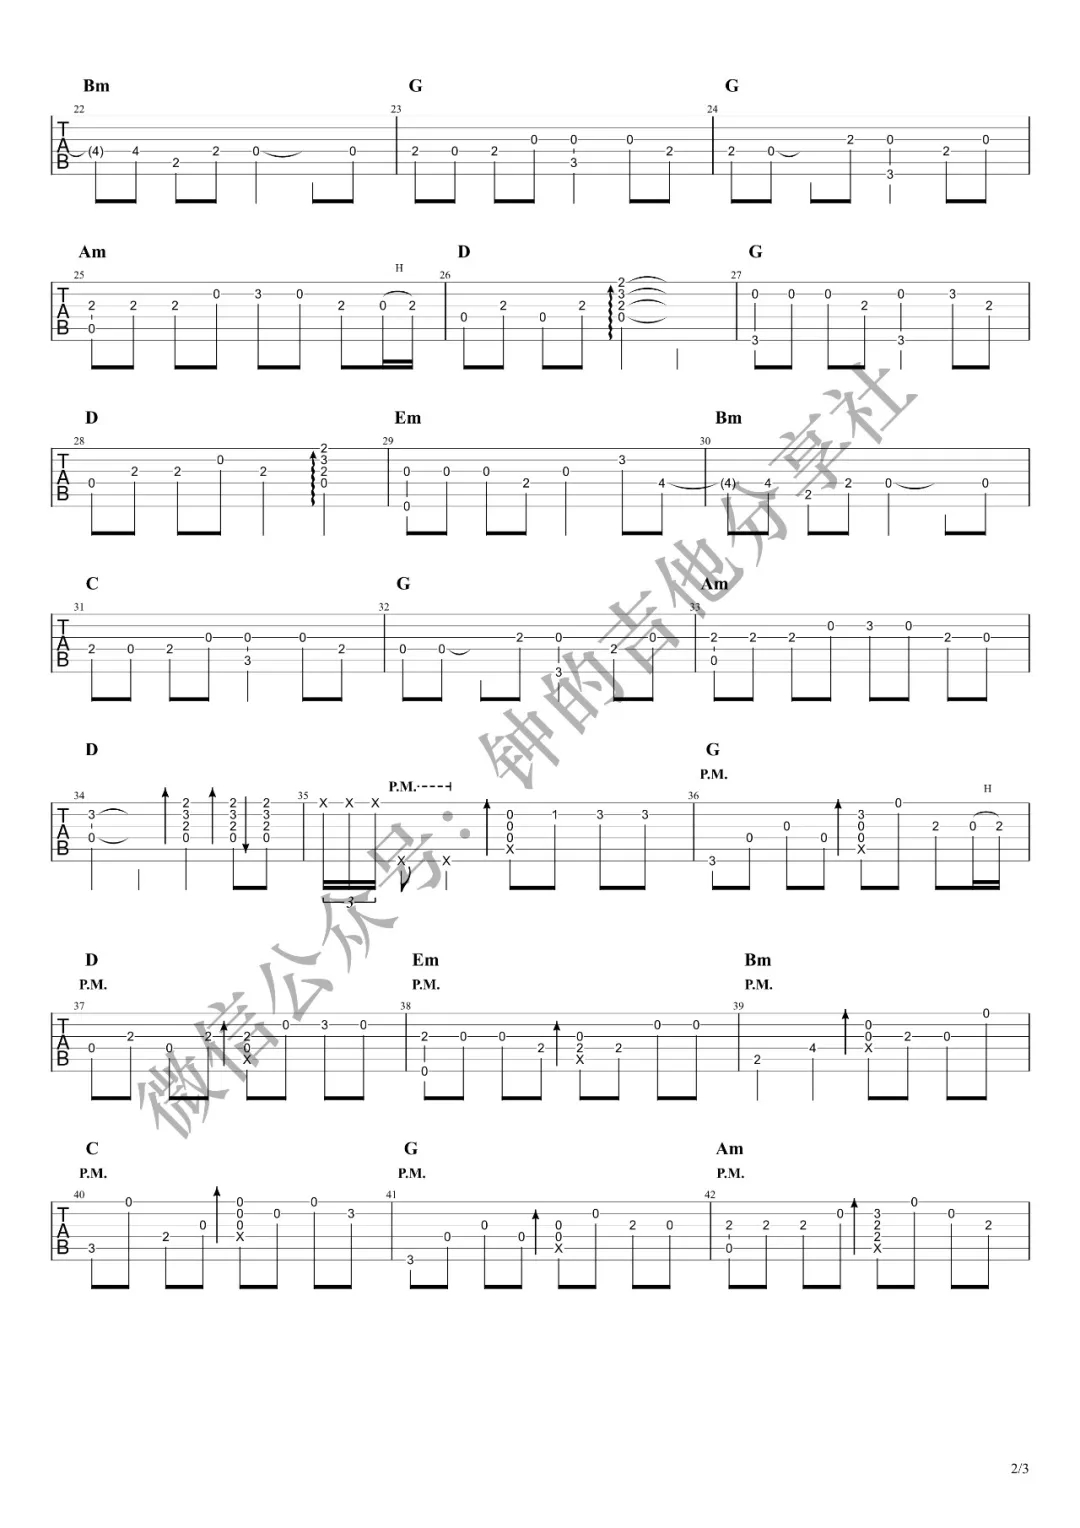 Bm G G
22 23 24
T (4) 4 2 2 0 0 2 0 2 0 0 3 0 2 2 0 2 0 3 2 0
A
B
Am D G
25 H 26 27
T 2 0 2 2 0 3 0 2 0 2 0 2 0 2 2 3 2 0 0 3 0 0 2 0 3 3 2
A
B
D Em Bm
28 29 30
T 0 2 2 0 2 2 3 2 0 0 0 0 0 2 0 3 4 (4) 4 2 2 0 0
A
B
C G Am
31 32 33
T 2 0 2 0 0 3 0 2 0 0 2 0 3 2 0 2 0 2 2 0 3 0 2 0
A
B
D G
P.M. P.M.
34 35 36 H
T 3 0 2 3 2 0 2 3 2 0 2 3 2 0 X X X X X 0 0 0 X 1 3 3 3 0 0 0 3 0 0 X 0 2 0 2
A
B
3
D Em Bm
P.M. P.M. P.M.
37 38 39
T 0 2 0 2 2 0 X 0 3 0 2 0 0 0 2 0 2 X 2 0 0 2 4 0 0 X 2 0 0
A
B
C G Am
P.M. P.M. P.M.
40 41 42
T 3 0 2 0 0 0 0 X 0 0 3 3 0 0 0 0 0 X 0 2 0 2 0 2 2 0 3 2 2 X 0 0 2
A
B
微信公众号：钟的吉他分享社
2/3